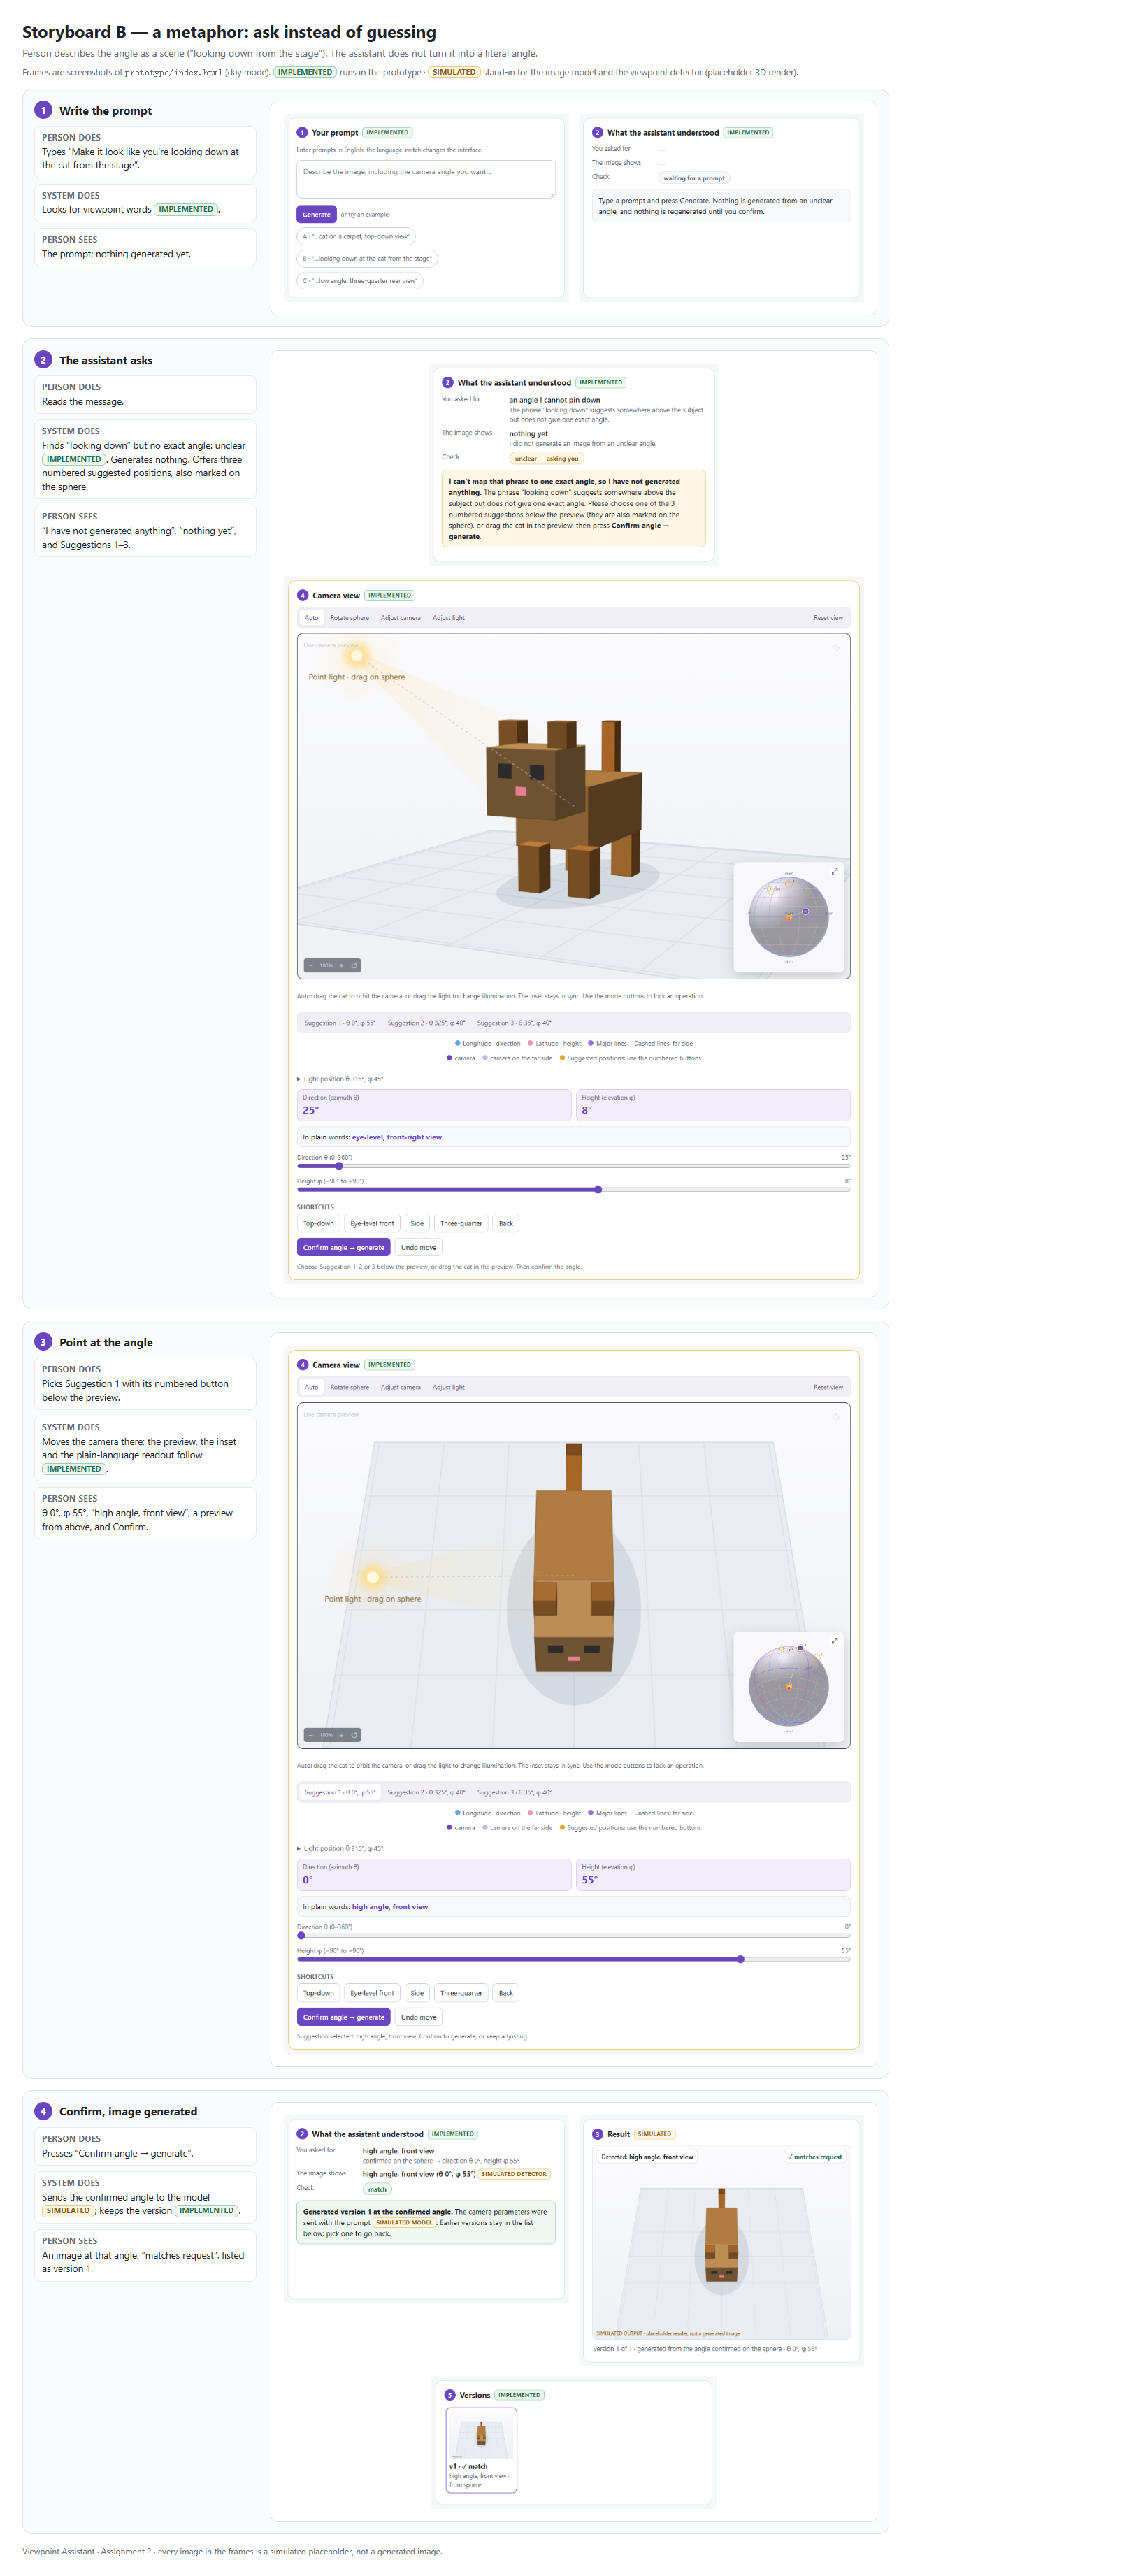 Storyboard B — a metaphor: ask instead of guessing
Person describes the angle as a scene ("looking down from the stage"). The assistant does not turn it into a literal angle.
Frames are screenshots of prototype/index.html (day mode). IMPLEMENTED runs in the prototype · SIMULATED stand-in for the image model and the viewpoint detector (placeholder 3D render).
1 Write the prompt
PERSON DOES
Types "Make it look like you're looking down at
the cat from the stage".
SYSTEM DOES
Looks for viewpoint words IMPLEMENTED.
PERSON SEES
The prompt; nothing generated yet.
1 Your prompt IMPLEMENTED
Enter prompts in English; the language switch changes the interface.
Describe the image, including the camera angle you want...
Generate or try an example:
A · "...cat on a carpet, top-down view"
B · "...looking down at the cat from the stage"
C · "...low angle, three-quarter rear view"
2 What the assistant understood IMPLEMENTED
You asked for —
The image shows —
Check waiting for a prompt
Type a prompt and press Generate. Nothing is generated from an unclear
angle, and nothing is regenerated until you confirm.
2 The assistant asks
PERSON DOES
Reads the message.
SYSTEM DOES
Finds "looking down" but no exact angle: unclear
IMPLEMENTED. Generates nothing. Offers three
numbered suggested positions, also marked on
the sphere.
PERSON SEES
"I have not generated anything", "nothing yet",
and Suggestions 1–3.
2 What the assistant understood IMPLEMENTED
You asked for an angle I cannot pin down
The phrase "looking down" suggests somewhere above the subject
but does not give one exact angle.
The image shows nothing yet
I did not generate an image from an unclear angle.
Check unclear — asking you
I can't map that phrase to one exact angle, so I have not generated
anything. The phrase "looking down" suggests somewhere above the
subject but does not give one exact angle. Please choose one of the 3
numbered suggestions below the preview (they are also marked on the
sphere), or drag the cat in the preview, then press Confirm angle →
generate.
4 Camera view IMPLEMENTED
Auto Rotate sphere Adjust camera Adjust light Reset view
Live camera preview
Point light · drag on sphere
− 100% +
Auto: drag the cat to orbit the camera, or drag the light to change illumination. The inset stays in sync. Use the mode buttons to lock an operation.
Suggestion 1 · θ 0°, φ 55° Suggestion 2 · θ 325°, φ 40° Suggestion 3 · θ 35°, φ 40°
Longitude · direction Latitude · height Major lines Dashed lines: far side
camera camera on the far side Suggested positions: use the numbered buttons
▶ Light position θ 315°, φ 45°
Direction (azimuth θ) Height (elevation φ)
25° 8°
In plain words: eye-level, front-right view
Direction θ (0–360°) 25°
Height φ (−90° to +90°) 8°
SHORTCUTS
Top-down Eye-level front Side Three-quarter Back
Confirm angle → generate Undo move
Choose Suggestion 1, 2 or 3 below the preview, or drag the cat in the preview. Then confirm the angle.
3 Point at the angle
PERSON DOES
Picks Suggestion 1 with its numbered button
below the preview.
SYSTEM DOES
Moves the camera there; the preview, the inset
and the plain-language readout follow
IMPLEMENTED.
PERSON SEES
θ 0°, φ 55°, "high angle, front view", a preview
from above, and Confirm.
4 Camera view IMPLEMENTED
Auto Rotate sphere Adjust camera Adjust light Reset view
Live camera preview
Point light · drag on sphere
− 100% +
Auto: drag the cat to orbit the camera, or drag the light to change illumination. The inset stays in sync. Use the mode buttons to lock an operation.
Suggestion 1 · θ 0°, φ 55° Suggestion 2 · θ 325°, φ 40° Suggestion 3 · θ 35°, φ 40°
Longitude · direction Latitude · height Major lines Dashed lines: far side
camera camera on the far side Suggested positions: use the numbered buttons
▶ Light position θ 315°, φ 45°
Direction (azimuth θ) Height (elevation φ)
0° 55°
In plain words: high angle, front view
Direction θ (0–360°) 0°
Height φ (−90° to +90°) 55°
SHORTCUTS
Top-down Eye-level front Side Three-quarter Back
Confirm angle → generate Undo move
Suggestion selected: high angle, front view. Confirm to generate, or keep adjusting.
4 Confirm, image generated
PERSON DOES
Presses "Confirm angle → generate".
SYSTEM DOES
Sends the confirmed angle to the model
SIMULATED; keeps the version IMPLEMENTED.
PERSON SEES
An image at that angle, "matches request", listed
as version 1.
2 What the assistant understood IMPLEMENTED
You asked for high angle, front view
confirmed on the sphere → direction θ 0°, height φ 55°
The image shows high angle, front view (θ 0°, φ 55°) SIMULATED DETECTOR
Check match
Generated version 1 at the confirmed angle. The camera parameters were
sent with the prompt SIMULATED MODEL. Earlier versions stay in the list
below; pick one to go back.
3 Result SIMULATED
Detected: high angle, front view ✓ matches request
SIMULATED OUTPUT · placeholder render, not a generated image
Version 1 of 1 · generated from the angle confirmed on the sphere · θ 0°, φ 55°
5 Versions IMPLEMENTED
v1 · ✓ match
high angle, front view ·
from sphere
Viewpoint Assistant · Assignment 2 · every image in the frames is a simulated placeholder, not a generated image.